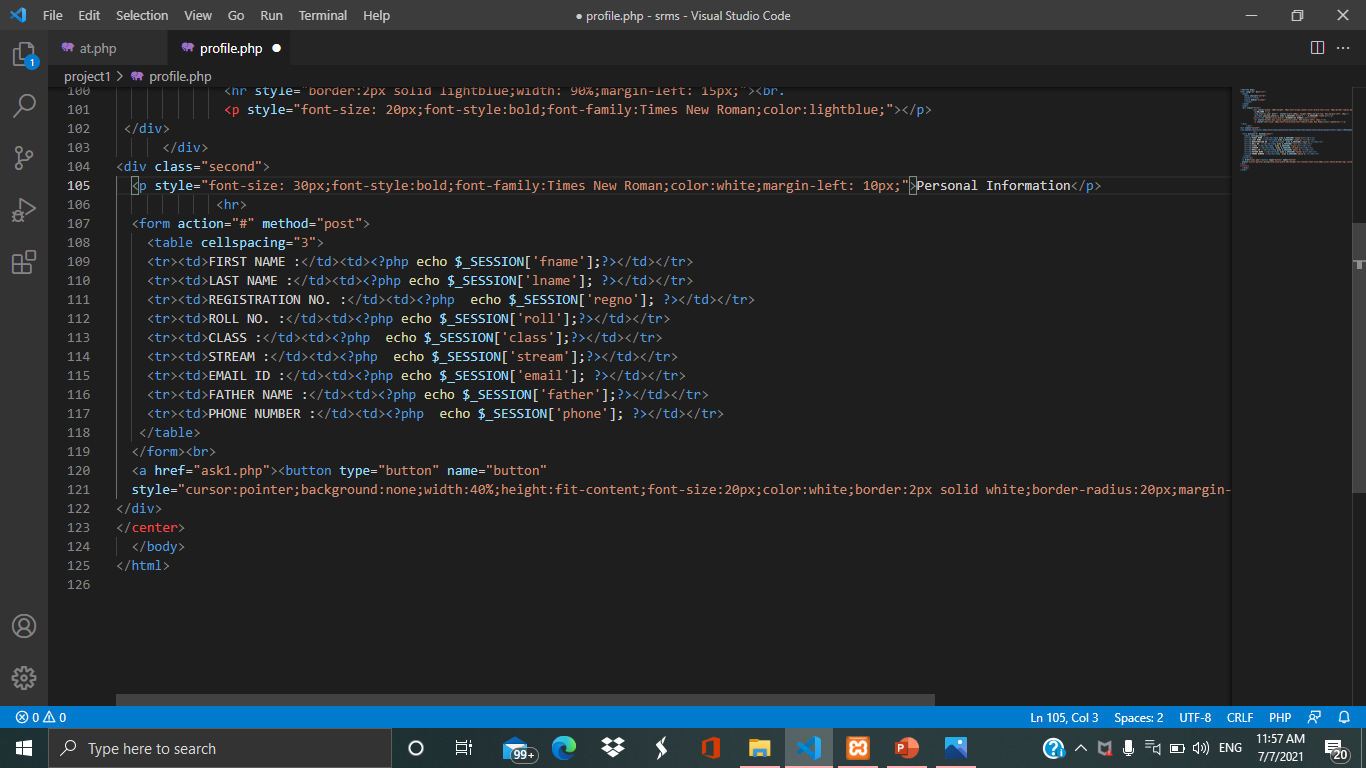 File Edit Selection View Go Run Terminal Help
● profile.php - srms - Visual Studio Code
at.php
profile.php ●
project1 > profile.php
1
100 <hr style="border:2px solid lightblue;width: 90%;margin-left: 15px;"><br.
101 <p style="font-size: 20px;font-style:bold;font-family:Times New Roman;color:lightblue;"></p>
102 </div>
103 </div>
104 <div class="second">
105 <p style="font-size: 30px;font-style:bold;font-family:Times New Roman;color:white;margin-left: 10px;">Personal Information</p>
106 <hr>
107 <form action="#" method="post">
108 <table cellspacing="3">
109 <tr><td>FIRST NAME :</td><td><?php echo $_SESSION['fname'];?></td></tr>
110 <tr><td>LAST NAME :</td><td><?php echo $_SESSION['lname']; ?></td></tr>
111 <tr><td>REGISTRATION NO. :</td><td><?php  echo $_SESSION['regno']; ?></td></tr>
112 <tr><td>ROLL NO. :</td><td><?php echo $_SESSION['roll'];?></td></tr>
113 <tr><td>CLASS :</td><td><?php  echo $_SESSION['class'];?></td></tr>
114 <tr><td>STREAM :</td><td><?php  echo $_SESSION['stream'];?></td></tr>
115 <tr><td>EMAIL ID :</td><td><?php echo $_SESSION['email']; ?></td></tr>
116 <tr><td>FATHER NAME :</td><td><?php echo $_SESSION['father'];?></td></tr>
117 <tr><td>PHONE NUMBER :</td><td><?php  echo $_SESSION['phone']; ?></td></tr>
118 </table>
119 </form><br>
120 <a href="ask1.php"><button type="button" name="button"
121 style="cursor:pointer;background:none;width:40%;height:fit-content;font-size:20px;color:white;border:2px solid white;border-radius:20px;margin-
122 </div>
123 </center>
124 </body>
125 </html>
126
0 0
Ln 105, Col 3 Spaces: 2 UTF-8 CRLF PHP
Type here to search
99+
ENG
11:57 AM
7/7/2021
20